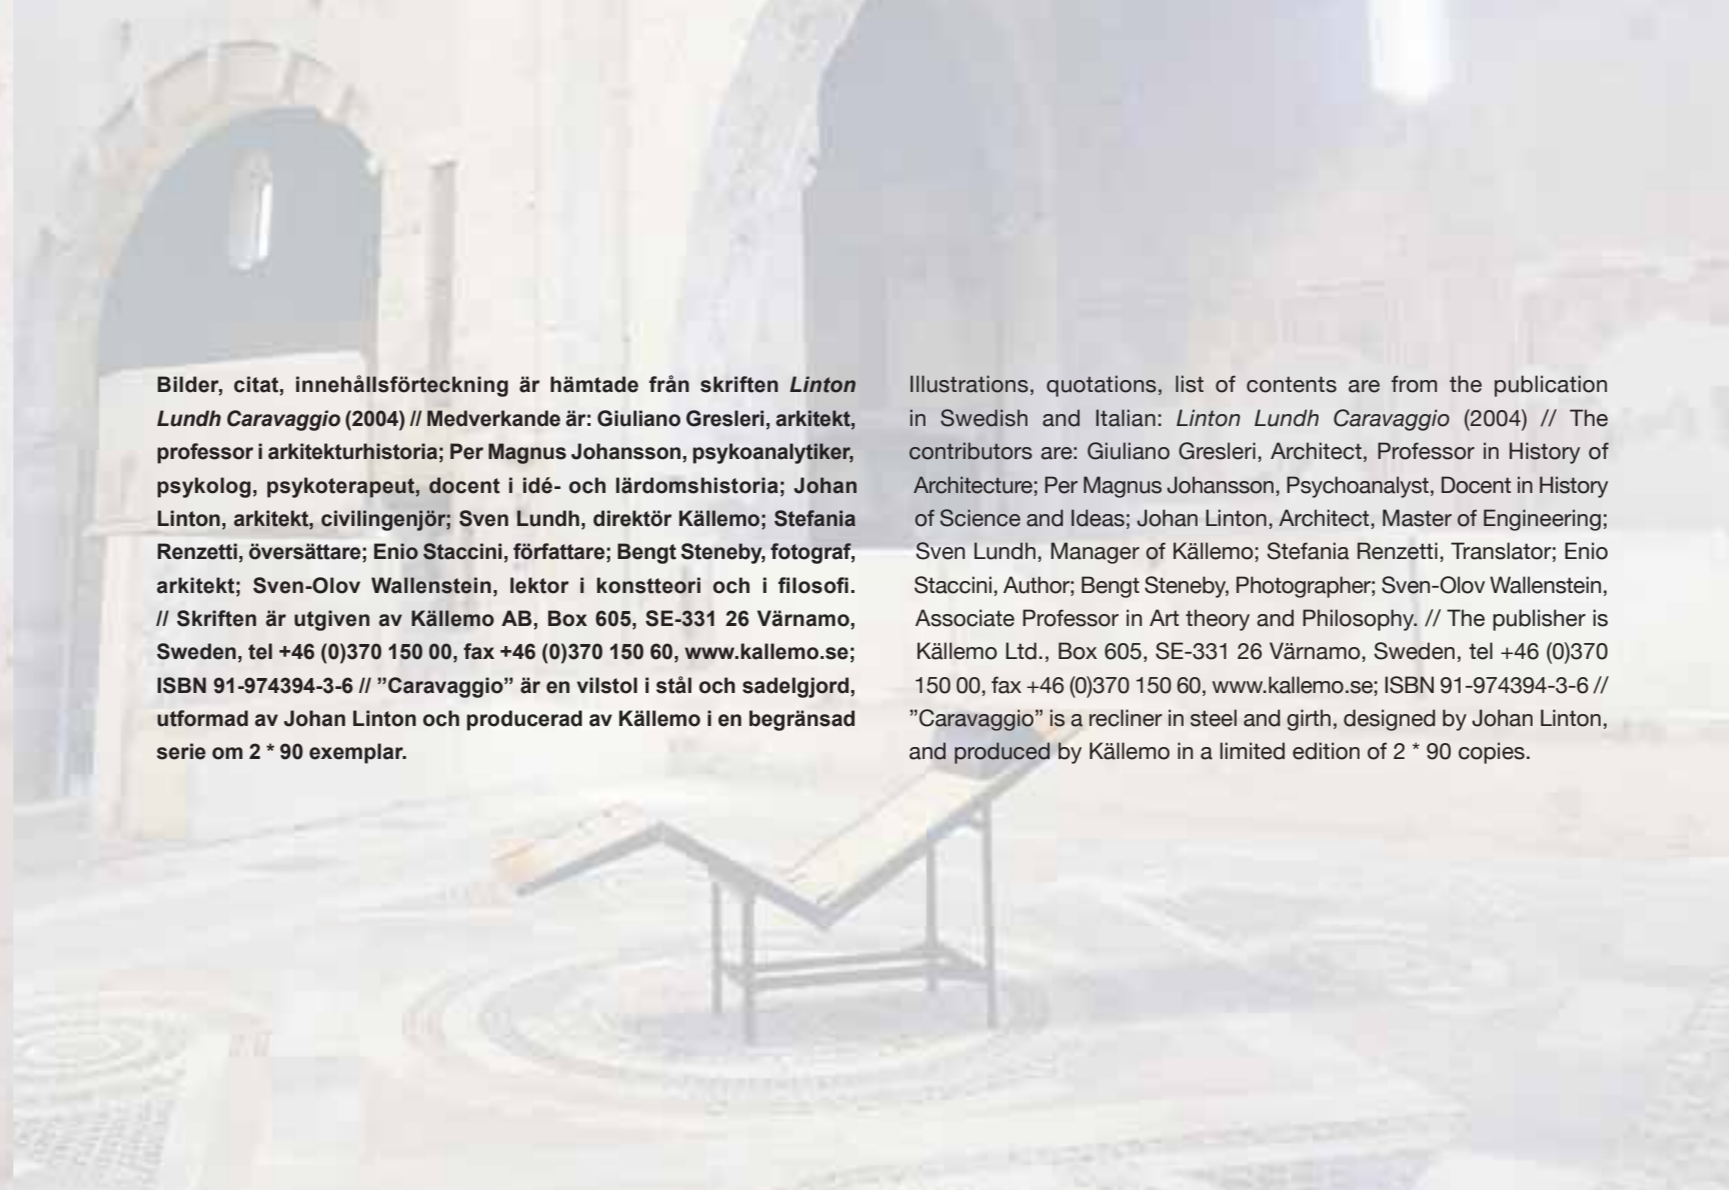 Bilder, citat, innehållsförteckning är hämtade från skriften Linton
Lundh Caravaggio (2004) // Medverkande är: Giuliano Gresleri, arkitekt,
professor i arkitekturhistoria; Per Magnus Johansson, psykoanalytiker,
psykolog, psykoterapeut, docent i idé- och lärdomshistoria; Johan
Linton, arkitekt, civilingenjör; Sven Lundh, direktör Källemo; Stefania
Renzetti, översättare; Enio Staccini, författare; Bengt Steneby, fotograf,
arkitekt; Sven-Olov Wallenstein, lektor i konstteori och i filosofi.
// Skriften är utgiven av Källemo AB, Box 605, SE-331 26 Värnamo,
Sweden, tel +46 (0)370 150 00, fax +46 (0)370 150 60, www.kallemo.se;
ISBN 91-974394-3-6 // ”Caravaggio” är en vilstol i stål och sadelgjord,
utformad av Johan Linton och producerad av Källemo i en begränsad
serie om 2 * 90 exemplar.
Illustrations, quotations, list of contents are from the publication
in Swedish and Italian: Linton Lundh Caravaggio (2004) // The
contributors are: Giuliano Gresleri, Architect, Professor in History of
Architecture; Per Magnus Johansson, Psychoanalyst, Docent in History
of Science and Ideas; Johan Linton, Architect, Master of Engineering;
Sven Lundh, Manager of Källemo; Stefania Renzetti, Translator; Enio
Staccini, Author; Bengt Steneby, Photographer; Sven-Olov Wallenstein,
Associate Professor in Art theory and Philosophy. // The publisher is
Källemo Ltd., Box 605, SE-331 26 Värnamo, Sweden, tel +46 (0)370
150 00, fax +46 (0)370 150 60, www.kallemo.se; ISBN 91-974394-3-6 //
”Caravaggio” is a recliner in steel and girth, designed by Johan Linton,
and produced by Källemo in a limited edition of 2 * 90 copies.